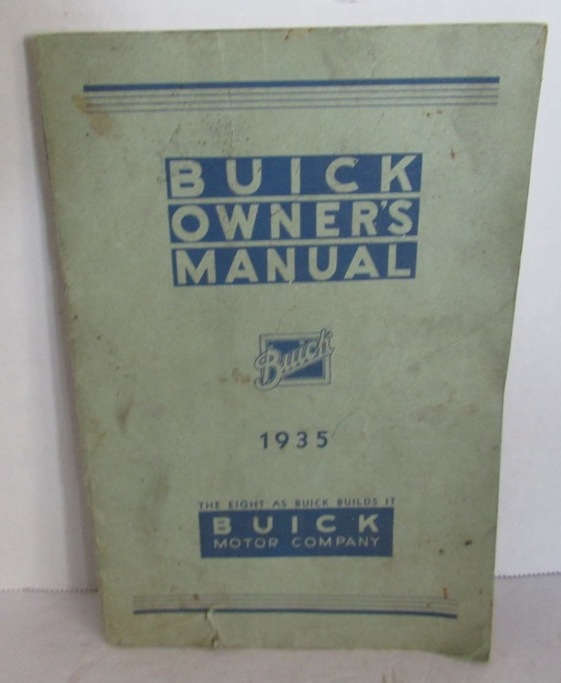 BUICK
OWNER'S
MANUAL
Buick
1935
THE EIGHT AS BUICK BUILDS IT
BUICK
MOTOR COMPANY